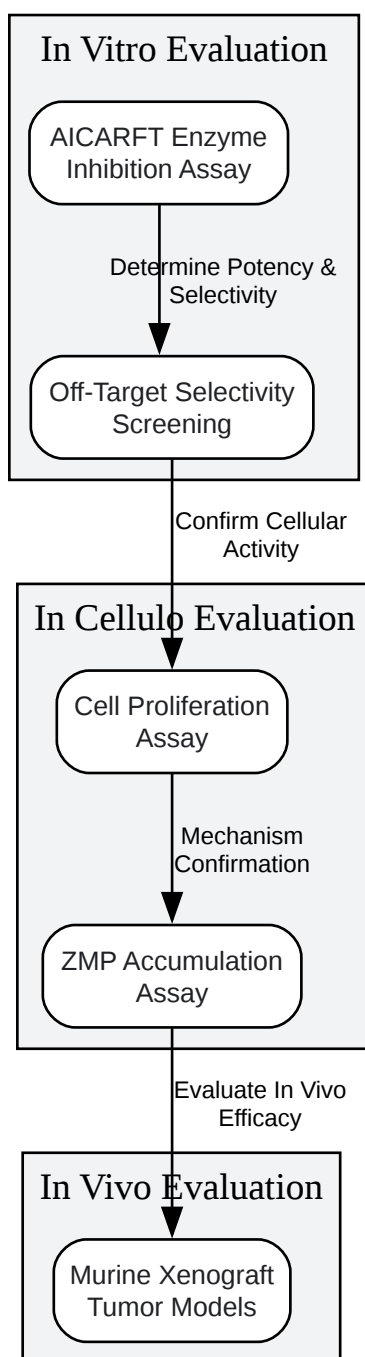 In Vitro Evaluation
AICARFT Enzyme
Inhibition Assay
Determine Potency &
Selectivity
Off-Target Selectivity
Screening
Confirm Cellular
Activity
In Cellulo Evaluation
Cell Proliferation
Assay
Mechanism
Confirmation
ZMP Accumulation
Assay
Evaluate In Vivo
Efficacy
In Vivo Evaluation
Murine Xenograft
Tumor Models